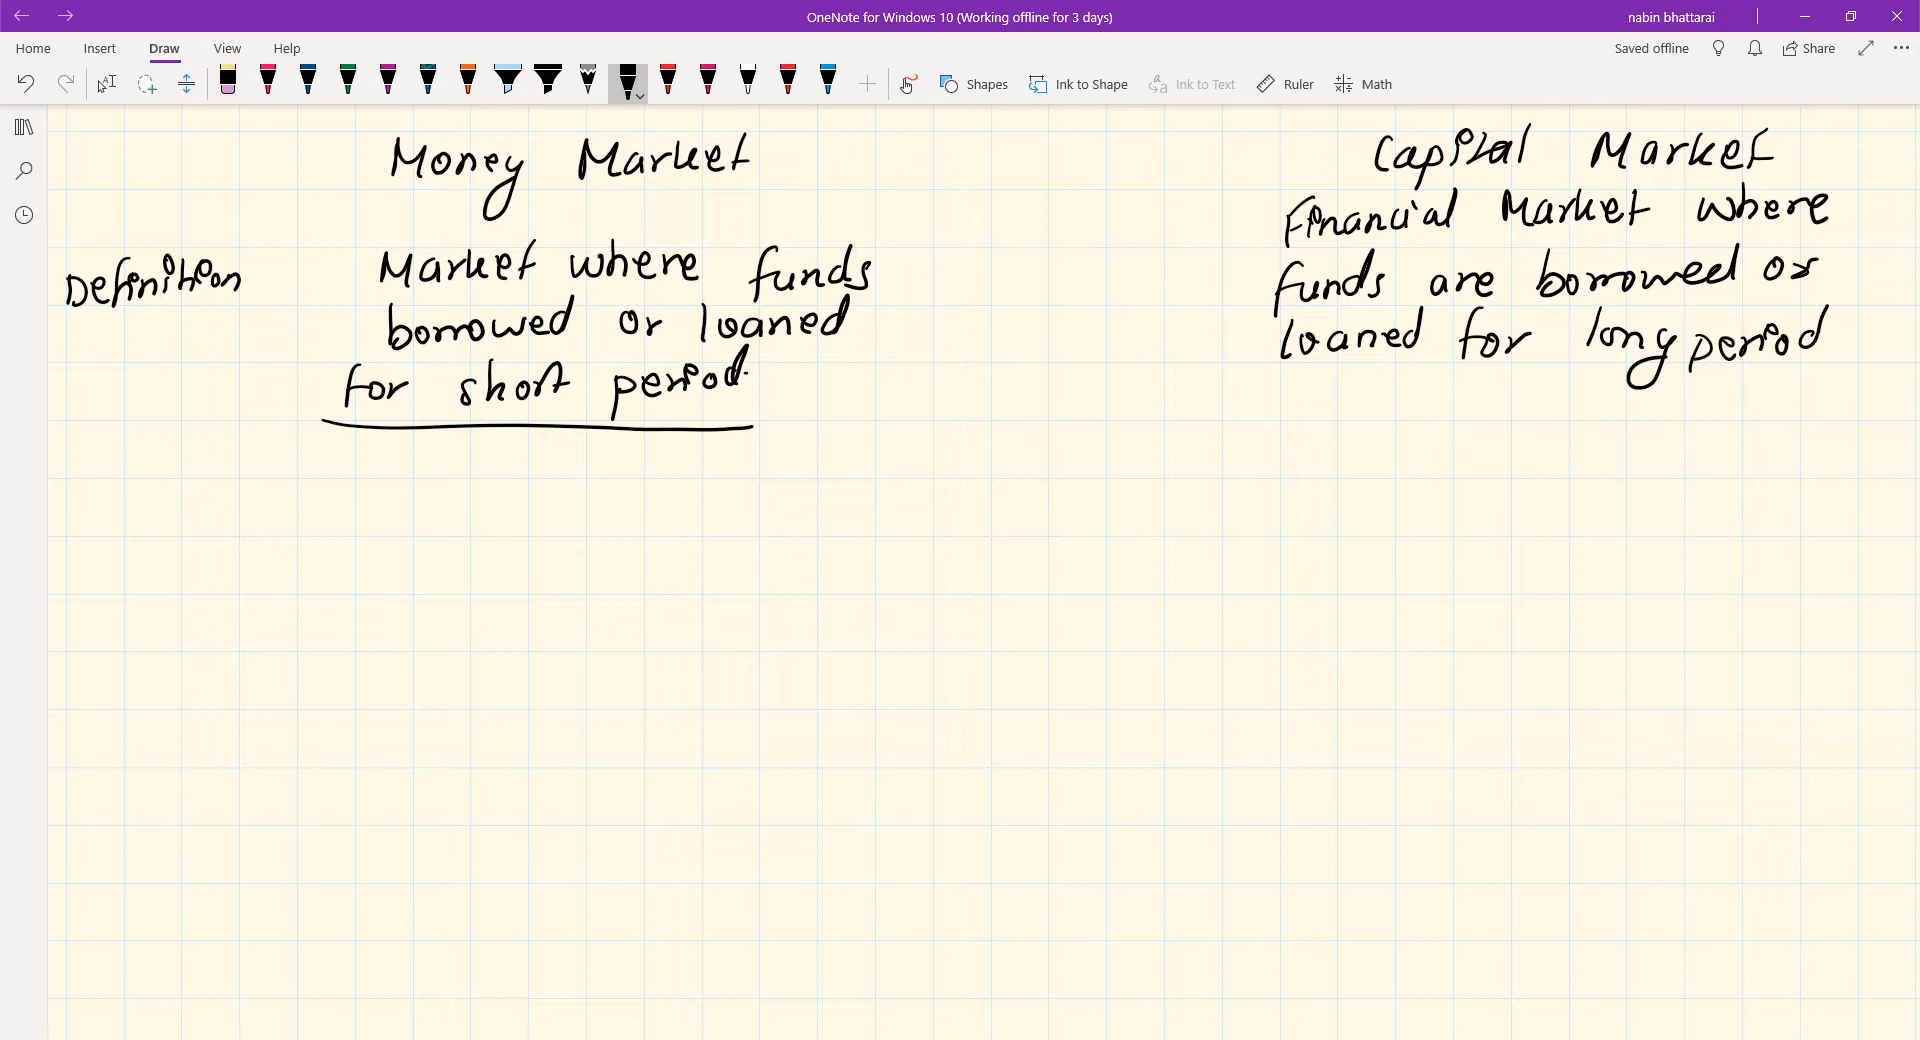 OneNote for Windows 10 (Working offline for 3 days)
nabin bhattarai
Home Insert Draw View Help
Saved offline Share
Shapes Ink to Shape Ink to Text Ruler Math
Money Market
Capital Market
Definition
Market where funds
borrowed or loaned
for short period.
Financial Market where
funds are borrowed or
loaned for long period